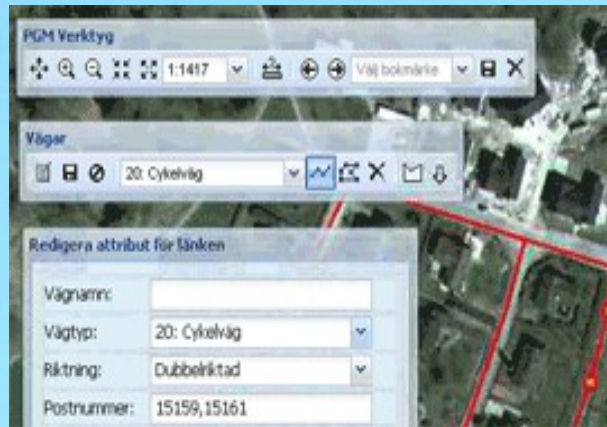 PGM Verktyg
1:1417 Välj bokmärke
Vägar
20: Cykelväg
Redigera attribut för länken
Vägnamn:
Vägtyp: 20: Cykelväg
Riktning: Dubbelriktad
Postnummer: 15159,15161